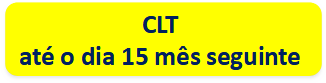 CLT
até o dia 15 mês seguinte